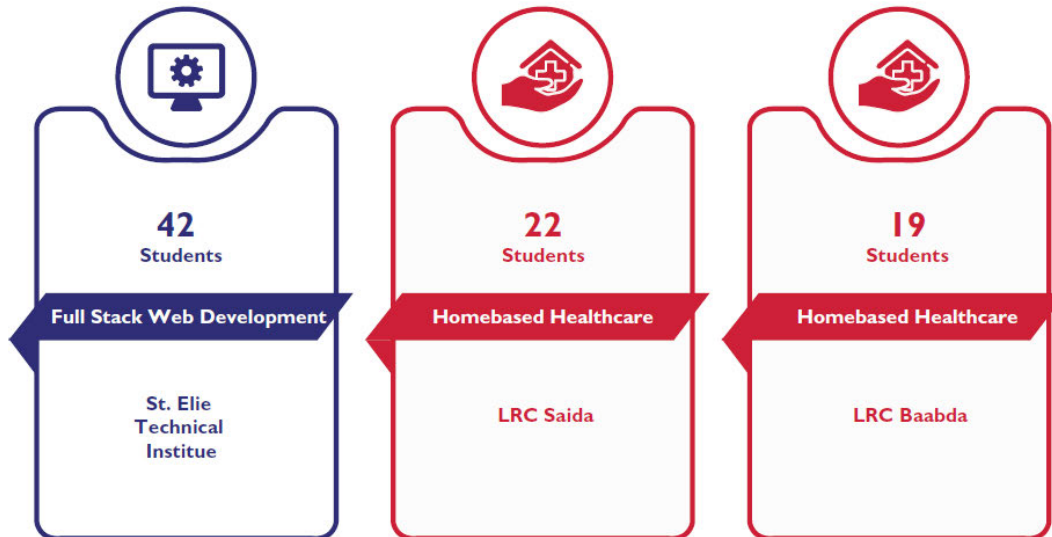 42
Students
Full Stack Web Development
St. Elie
Technical
Institue
22
Students
Homebased Healthcare
LRC Saida
19
Students
Homebased Healthcare
LRC Baabda